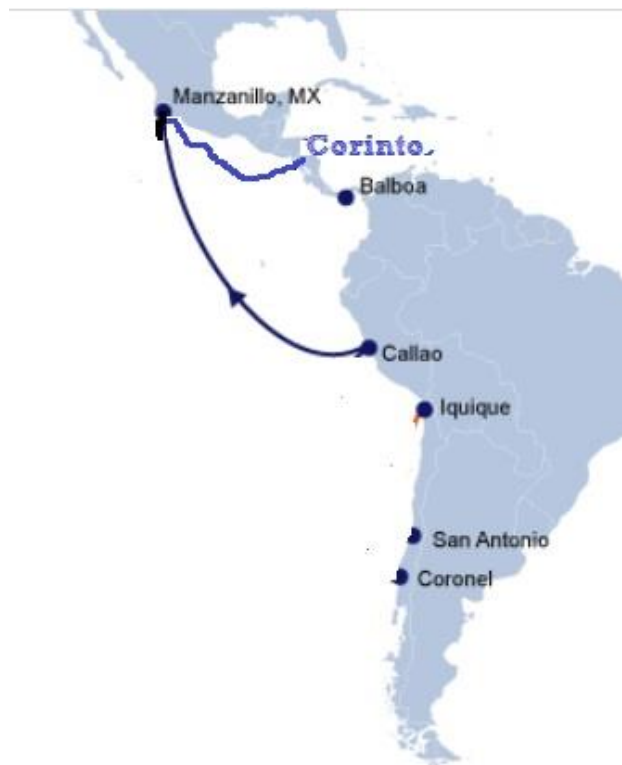 Manzanillo, MX
Corinto
Balboa
Callao
Iquique
San Antonio
Coronel